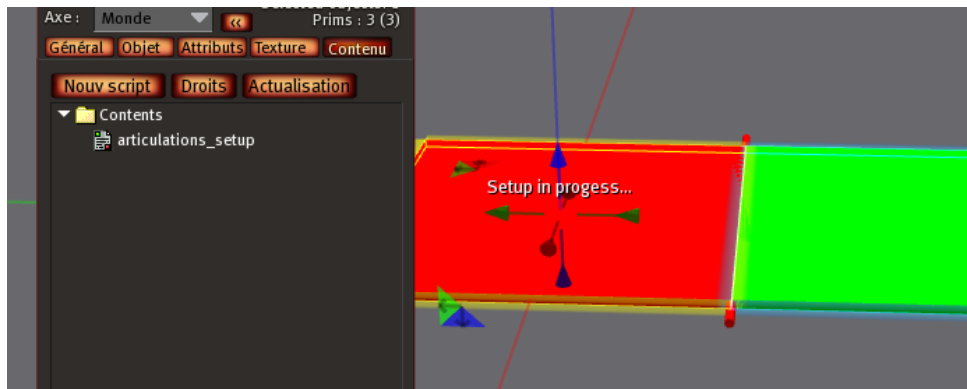 Axe : Monde <<
Prims : 3 (3)
Général Objet Attributs Texture Contenu
Nouv script Droits Actualisation
Contents
articulations_setup
Setup in progess...